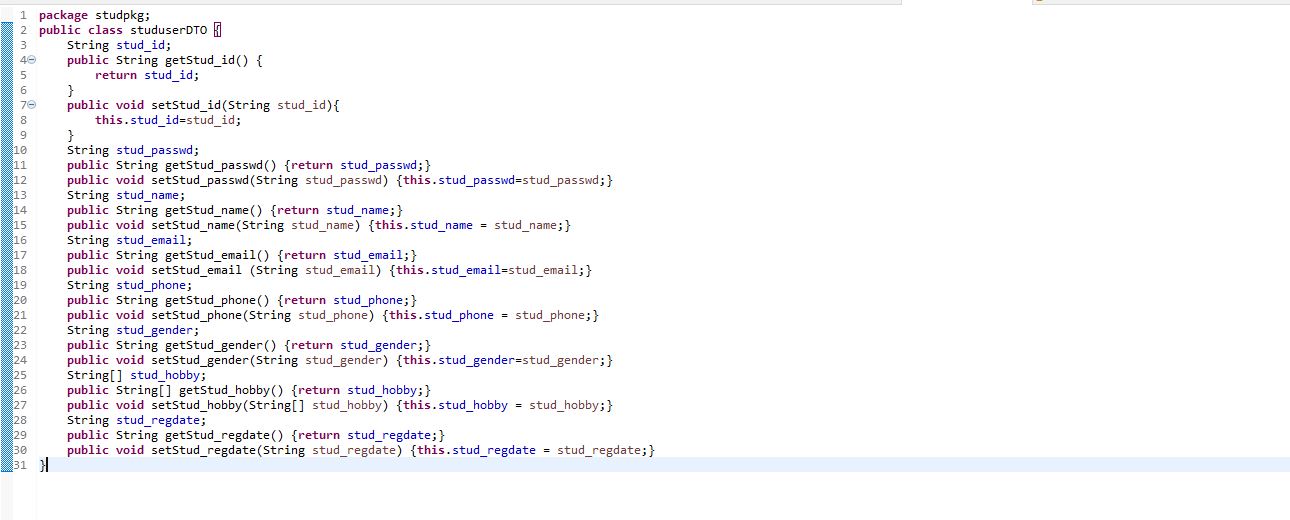 1 package studpkg;
2 public class studuserDTO {
3     String stud_id;
4     public String getStud_id() {
5         return stud_id;
6     }
7     public void setStud_id(String stud_id){
8         this.stud_id=stud_id;
9     }
10     String stud_passwd;
11     public String getStud_passwd() {return stud_passwd;}
12     public void setStud_passwd(String stud_passwd) {this.stud_passwd=stud_passwd;}
13     String stud_name;
14     public String getStud_name() {return stud_name;}
15     public void setStud_name(String stud_name) {this.stud_name = stud_name;}
16     String stud_email;
17     public String getStud_email() {return stud_email;}
18     public void setStud_email (String stud_email) {this.stud_email=stud_email;}
19     String stud_phone;
20     public String getStud_phone() {return stud_phone;}
21     public void setStud_phone(String stud_phone) {this.stud_phone = stud_phone;}
22     String stud_gender;
23     public String getStud_gender() {return stud_gender;}
24     public void setStud_gender(String stud_gender) {this.stud_gender=stud_gender;}
25     String[] stud_hobby;
26     public String[] getStud_hobby() {return stud_hobby;}
27     public void setStud_hobby(String[] stud_hobby) {this.stud_hobby = stud_hobby;}
28     String stud_regdate;
29     public String getStud_regdate() {return stud_regdate;}
30     public void setStud_regdate(String stud_regdate) {this.stud_regdate = stud_regdate;}
31 }